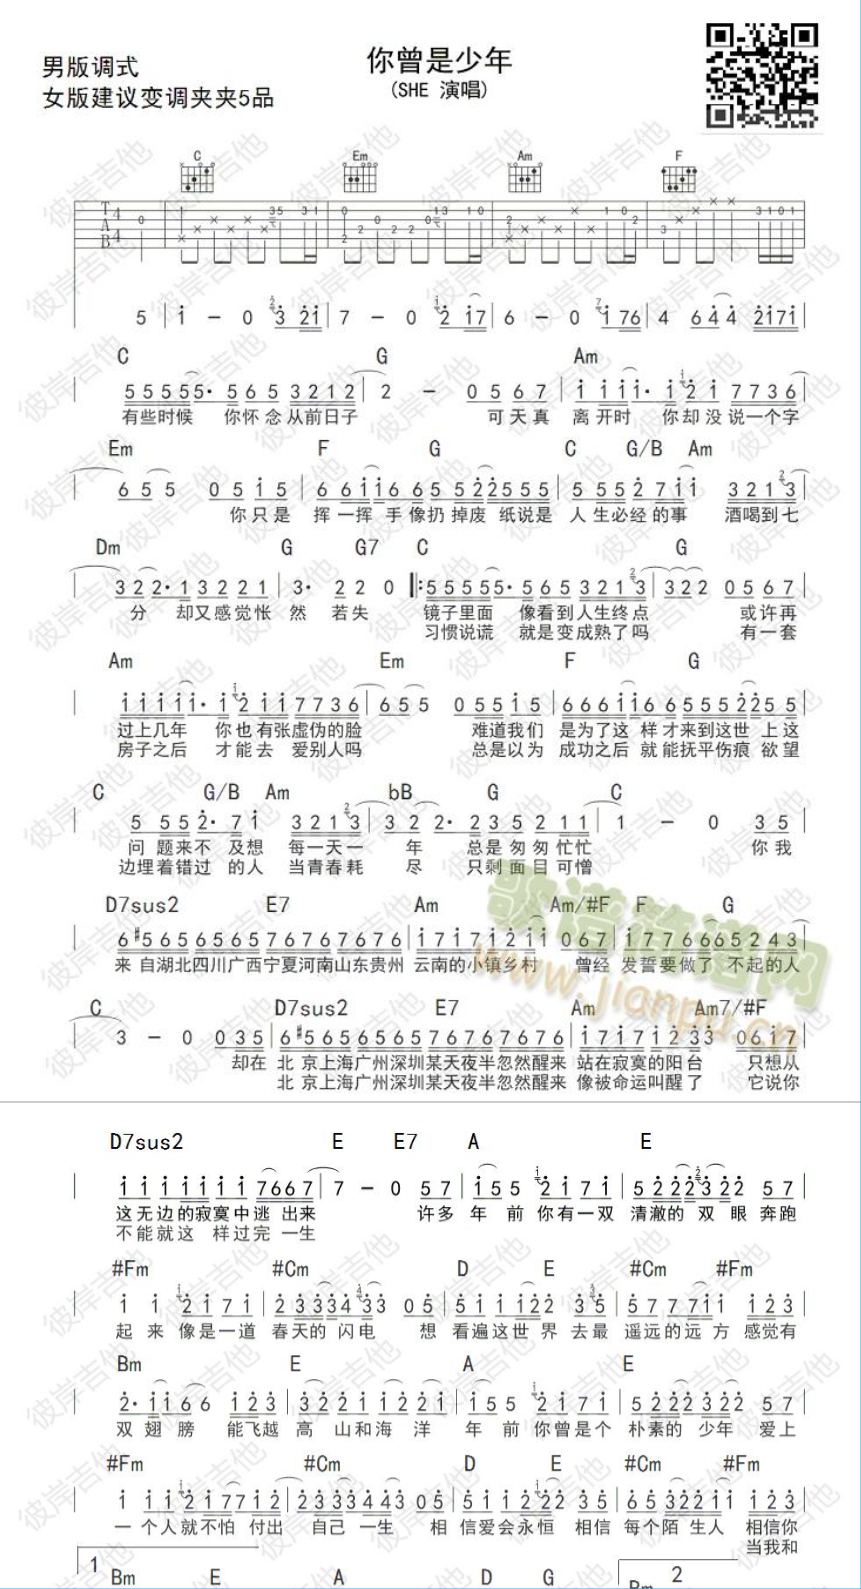 男版调式
女版建议变调夹夹5品
你曾是少年
(SHE 演唱)
C Em Am F
5 | i — 0 3 2i | 7 — 0 2 i7 | 6 — 0 i 76 | 4 6 4 4 2i7i |
C G Am
5 5 5 5 5· 5 6 5 3 2 1 2 | 2 — 0 5 6 7 | i i i i i· i 2 i 7 7 3 6 |
有些时候 你怀念从前日子 可天真 离开时 你却没说一个字
Em F G C G/B Am
6 5 5 0 5 i 5 | 6 6 i i 6 6 5 5 2 2 5 5 5 | 5 5 5 2 7 i i 3 2 1 3 |
你只是 挥一挥 手像扔掉废 纸说是 人生必经的事 酒喝到七
Dm G G7 C G
3 2 2· 1 3 2 2 1 | 3· 2 2 0 ‖: 5 5 5 5 5· 5 6 5 3 2 1 3 | 3 2 2 0 5 6 7 |
分 却又感觉怅 然 若失 镜子里面 像看到人生终点 或许再
习惯说谎 就是变成熟了吗 有一套
Am Em F G
i i i i i· i 2 i i 7 7 3 6 | 6 5 5 0 5 5 i 5 | 6 6 6 i i 6 6 5 5 5 2 2 5 5 |
过上几年 你也有张虚伪的脸 难道我们 是为了这 样才来到这世 上这
房子之后 才能去 爱别人吗 总是以为 成功之后 就能抚平伤痕 欲望
C G/B Am bB G C
5 5 5 2· 7 i 3 2 1 3 | 3 2 2· 2 3 5 2 1 1 | 1 — 0 3 5 |
问 题来不 及想 每一天一 年 总是匆匆忙忙 你我
边埋着错过 的人 当青春耗 尽 只剩面目可憎
D7sus2 E7 Am Am/#F F G
6 #5 6 5 6 5 6 5 7 6 7 6 7 6 7 6 | i 7 i 7 i 2 i i 0 6 7 | i 7 7 6 6 6 5 2 4 3 |
来 自湖北四川广西宁夏河南山东贵州 云南的小镇乡村 曾经 发誓要做了 不起的人
C D7sus2 E7 Am Am7/#F
3 — 0 0 3 5 | 6 #5 6 5 6 5 6 5 7 6 7 6 7 6 7 6 | i 7 i 7 i 2 3 3 0 6 1 7 |
却在 北 京上海广州深圳某天夜半忽然醒来 站在寂寞的阳台 只想从
北 京上海广州深圳某天夜半忽然醒来 像被命运叫醒了 它说你
D7sus2 E E7 A E
i i i i i i i 7 6 6 7 | 7 — 0 5 7 | i 5 5 2 i 7 i | 5 2 2 2 3 2 2 5 7 |
这无边的寂寞中逃 出来 许多 年 前 你有一双 清澈的 双 眼 奔跑
不能就这 样过完 一生
#Fm #Cm D E #Cm #Fm
i i 2 i 7 i | 2 3 3 3 4 3 3 0 5 | 5 i i i 2 2 3 5 | 5 7 7 7 i i i 2 3 |
起 来 像是一道 春天的 闪电 想 看遍这世 界 去最 遥远的远 方 感觉有
Bm E A E
2· i i 6 6 i 2 3 | 3 2 2 i i 2 2 i | i 5 5 2 i 7 i | 5 2 2 2 3 2 2 5 7 |
双 翅 膀 能飞越 高 山和海 洋 年 前 你曾是个 朴素的 少年 爱上
#Fm #Cm D E #Cm #Fm
i i i 2 i 7 7 i 2 | 2 3 3 3 4 4 3 0 5 | 5 i i 2 2 2 3 5 | 6 5 3 2 2 i i i 2 3 |
一 个人就不怕 付出 自己 一生 相 信爱会永恒 相信 每个陌 生人 相信你
当我和
1 Bm E A D G 2
Bm
彼岸吉他
歌谱简谱网
www.jianpu.cn